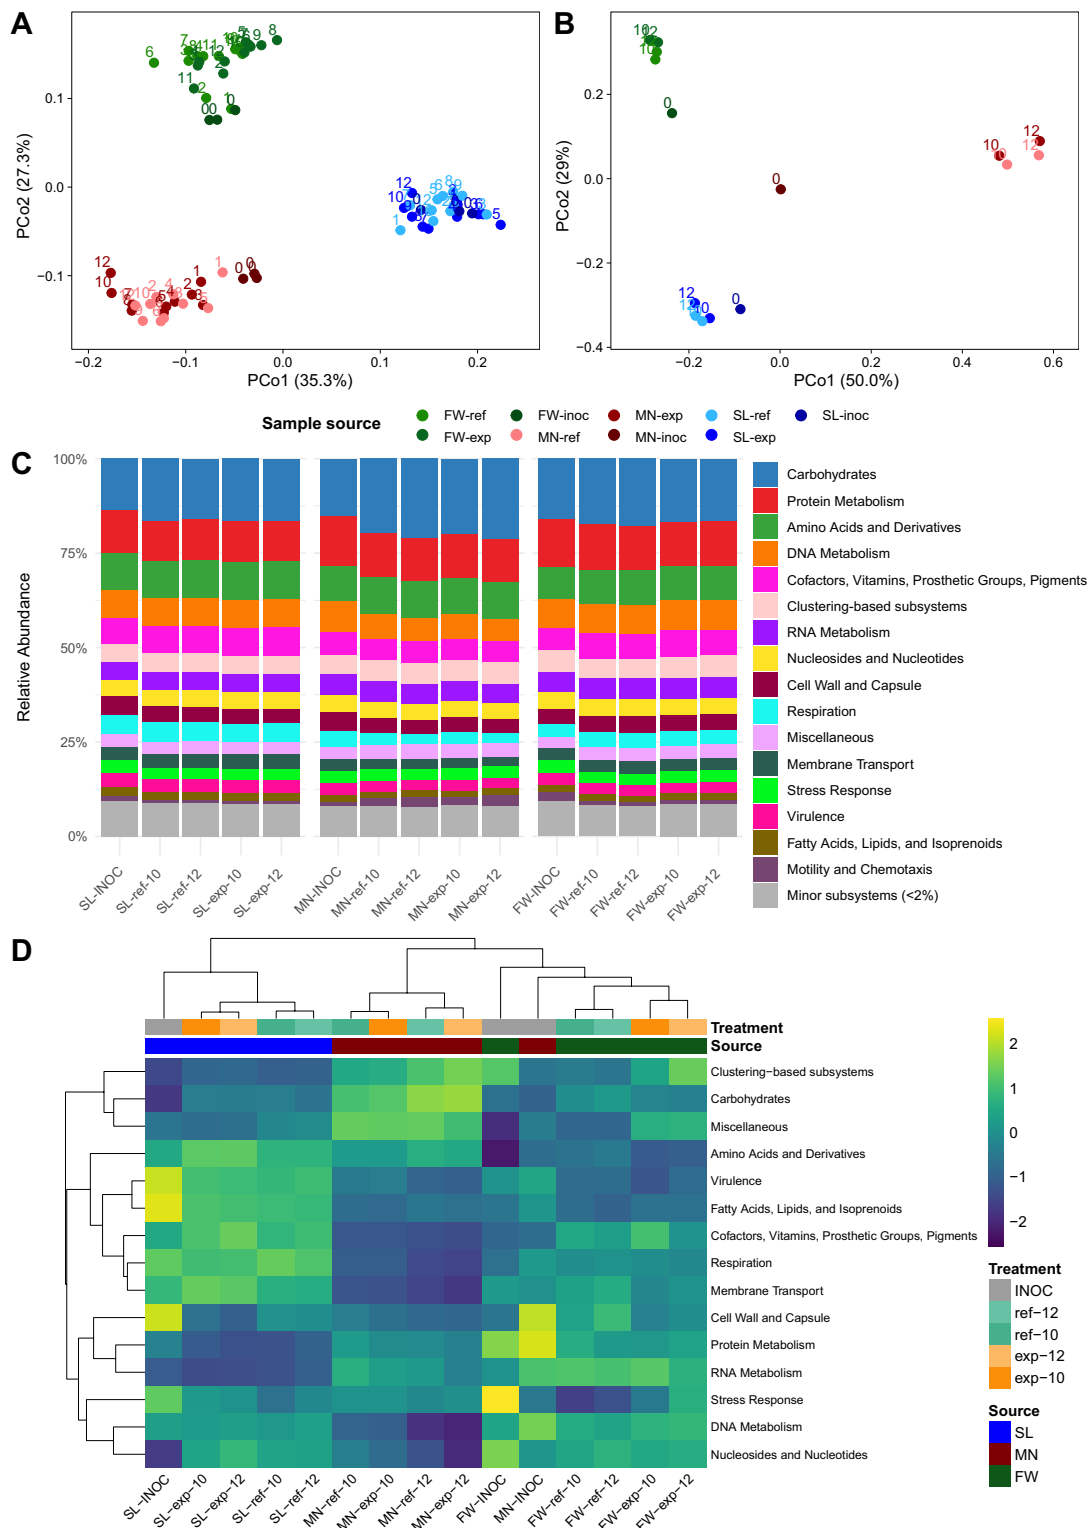 A
PCo2 (27.3%)
0.1
0.0
−0.1
−0.2
−0.1
0.0
0.1
0.2
PCo1 (35.3%)
B
PCo2 (29%)
0.2
0.0
−0.2
−0.4
−0.2
0.0
0.2
0.4
0.6
PCo1 (50.0%)
Sample source
FW-ref
FW-inoc
MN-exp
SL-ref
SL-inoc
FW-exp
MN-ref
MN-inoc
SL-exp
C
Relative Abundance
100%
75%
50%
25%
0%
SL-INOC
SL-ref-10
SL-ref-12
SL-exp-10
SL-exp-12
MN-INOC
MN-ref-10
MN-ref-12
MN-exp-10
MN-exp-12
FW-INOC
FW-ref-10
FW-ref-12
FW-exp-10
FW-exp-12
Carbohydrates
Protein Metabolism
Amino Acids and Derivatives
DNA Metabolism
Cofactors, Vitamins, Prosthetic Groups, Pigments
Clustering-based subsystems
RNA Metabolism
Nucleosides and Nucleotides
Cell Wall and Capsule
Respiration
Miscellaneous
Membrane Transport
Stress Response
Virulence
Fatty Acids, Lipids, and Isoprenoids
Motility and Chemotaxis
Minor subsystems (<2%)
D
Treatment
Source
Clustering−based subsystems
Carbohydrates
Miscellaneous
Amino Acids and Derivatives
Virulence
Fatty Acids, Lipids, and Isoprenoids
Cofactors, Vitamins, Prosthetic Groups, Pigments
Respiration
Membrane Transport
Cell Wall and Capsule
Protein Metabolism
RNA Metabolism
Stress Response
DNA Metabolism
Nucleosides and Nucleotides
SL−INOC
SL−exp−10
SL−exp−12
SL−ref−10
SL−ref−12
MN−ref−10
MN−exp−10
MN−ref−12
MN−exp−12
FW−INOC
MN−INOC
FW−ref−10
FW−ref−12
FW−exp−10
FW−exp−12
2
1
0
−1
−2
Treatment
INOC
ref−12
ref−10
exp−12
exp−10
Source
SL
MN
FW